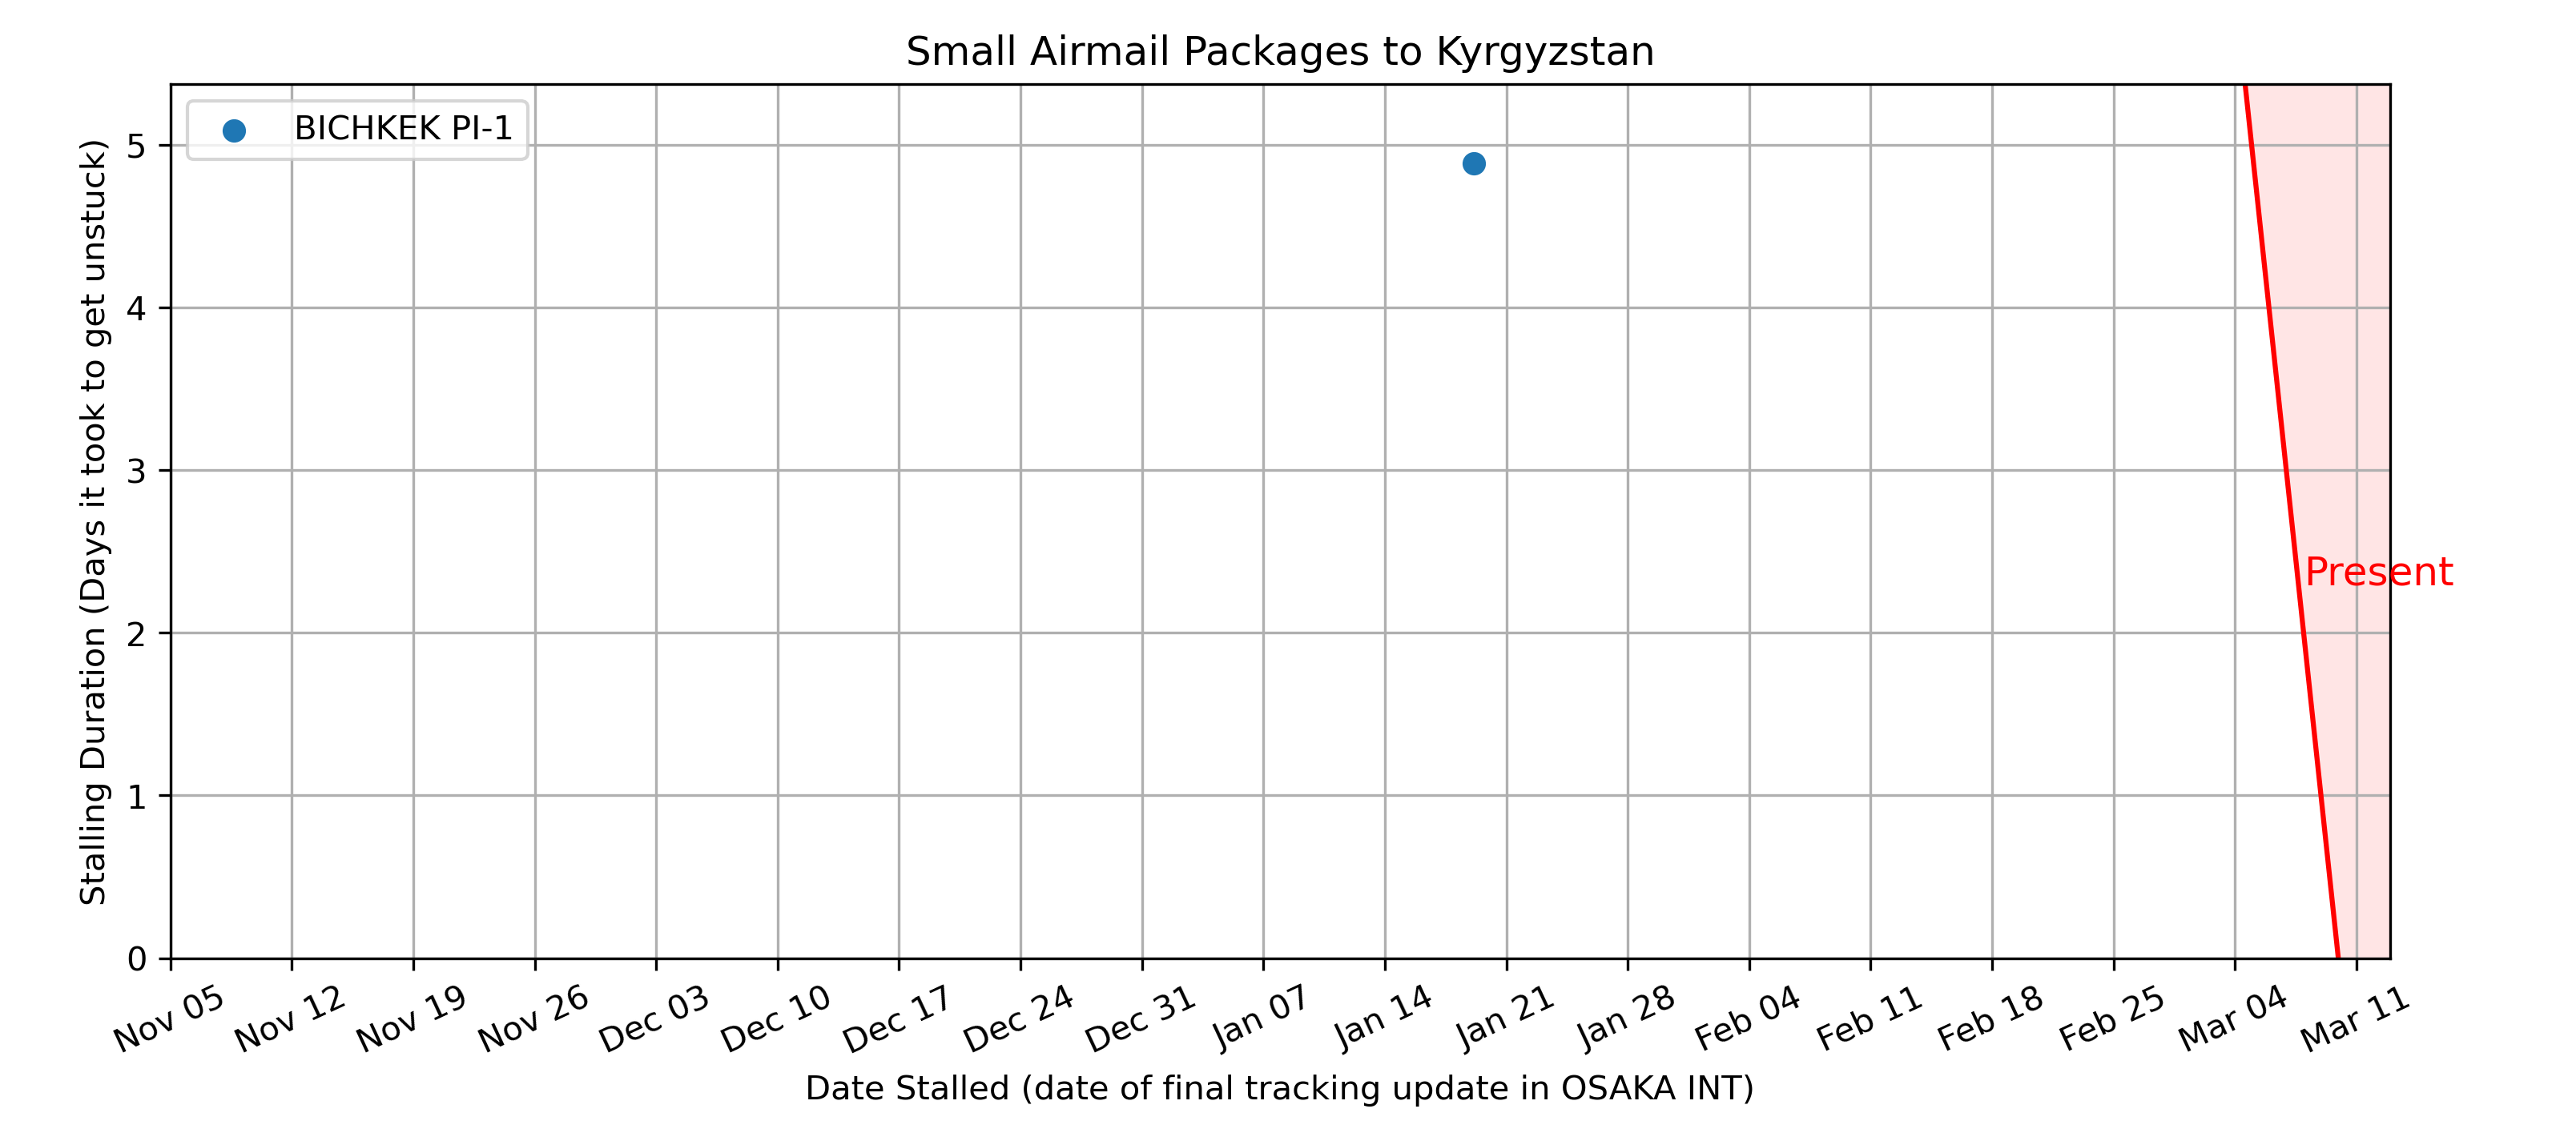 Small Airmail Packages to Kyrgyzstan
BICHKEK PI-1
Stalling Duration (Days it took to get unstuck)
5
4
3
2
1
0
Present
Nov 05
Nov 12
Nov 19
Nov 26
Dec 03
Dec 10
Dec 17
Dec 24
Dec 31
Jan 07
Jan 14
Jan 21
Jan 28
Feb 04
Feb 11
Feb 18
Feb 25
Mar 04
Mar 11
Date Stalled (date of final tracking update in OSAKA INT)